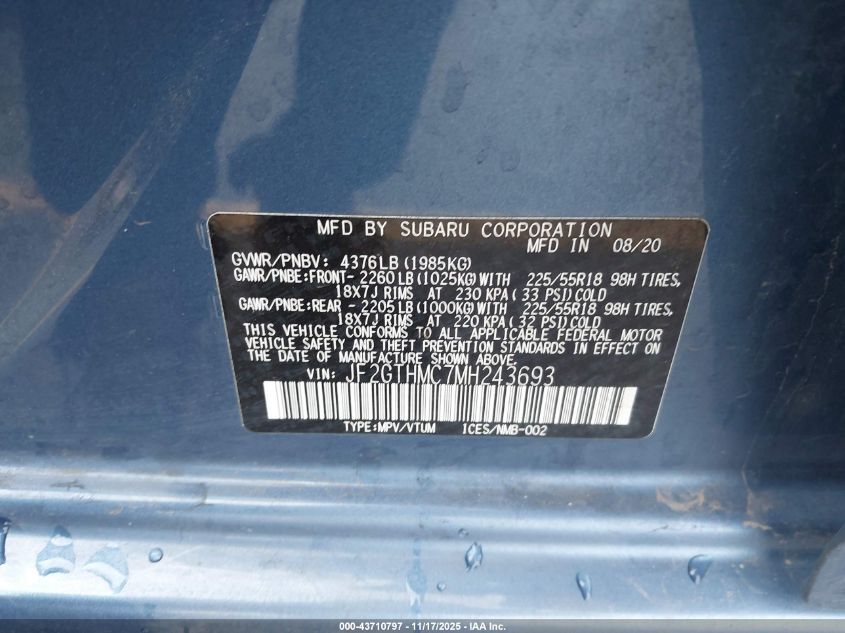 MFD BY SUBARU CORPORATION
MFD IN 08/20
GVWR/PNBV: 4376LB(1985KG)
GAWR/PNBE:FRONT- 2260LB(1025KG)WITH 225/55R18 98H TIRES,
18X7J RIMS AT 230 KPA( 33 PSI)COLD
GAWR/PNBE:REAR - 2205LB(1000KG)WITH 225/55R18 98H TIRES,
18X7J RIMS AT 220 KPA( 32 PSI)COLD
THIS VEHICLE CONFORMS TO ALL APPLICABLE FEDERAL MOTOR
VEHICLE SAFETY AND THEFT PREVENTION STANDARDS IN EFFECT ON
THE DATE OF MANUFACTURE SHOWN ABOVE.
VIN: JF2GTHMC7MH243693
TYPE:MPV/VTUM ICES/NMB-002
000-43710797 - 11/17/2025 - IAA Inc.